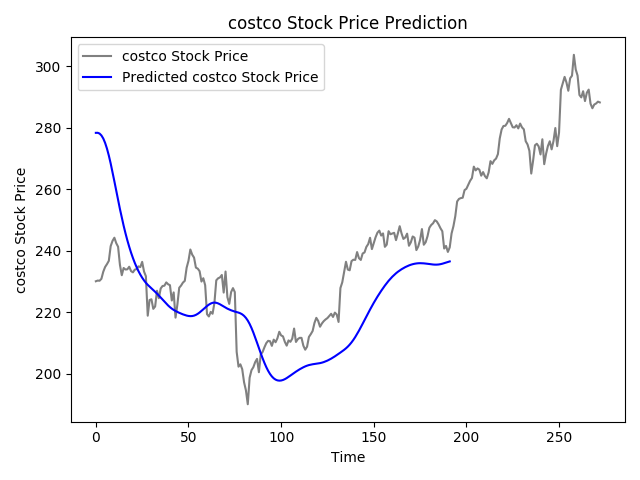 costco Stock Price Prediction
costco Stock Price
Predicted costco Stock Price
costco Stock Price
300
280
260
240
220
200
0 50 100 150 200 250
Time